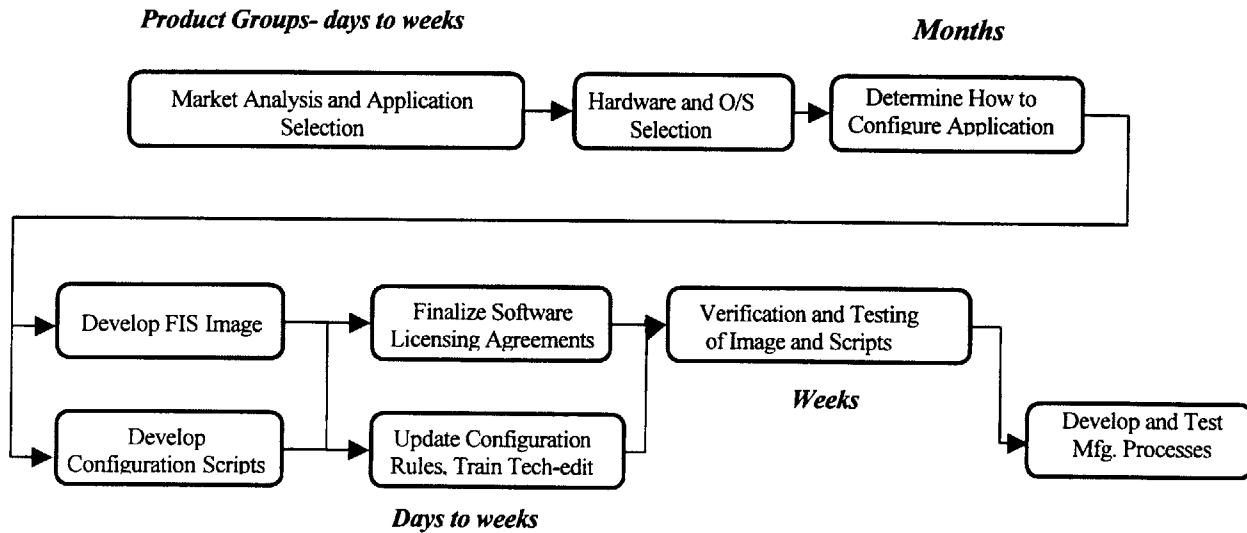 Product Groups- days to weeks
Months
Market Analysis and Application
Selection
Hardware and O/S
Selection
Determine How to
Configure Application
Develop FIS Image
Finalize Software
Licensing Agreements
Verification and Testing
of Image and Scripts
Weeks
Develop
Configuration Scripts
Update Configuration
Rules, Train Tech-edit
Develop and Test
Mfg. Processes
Days to weeks